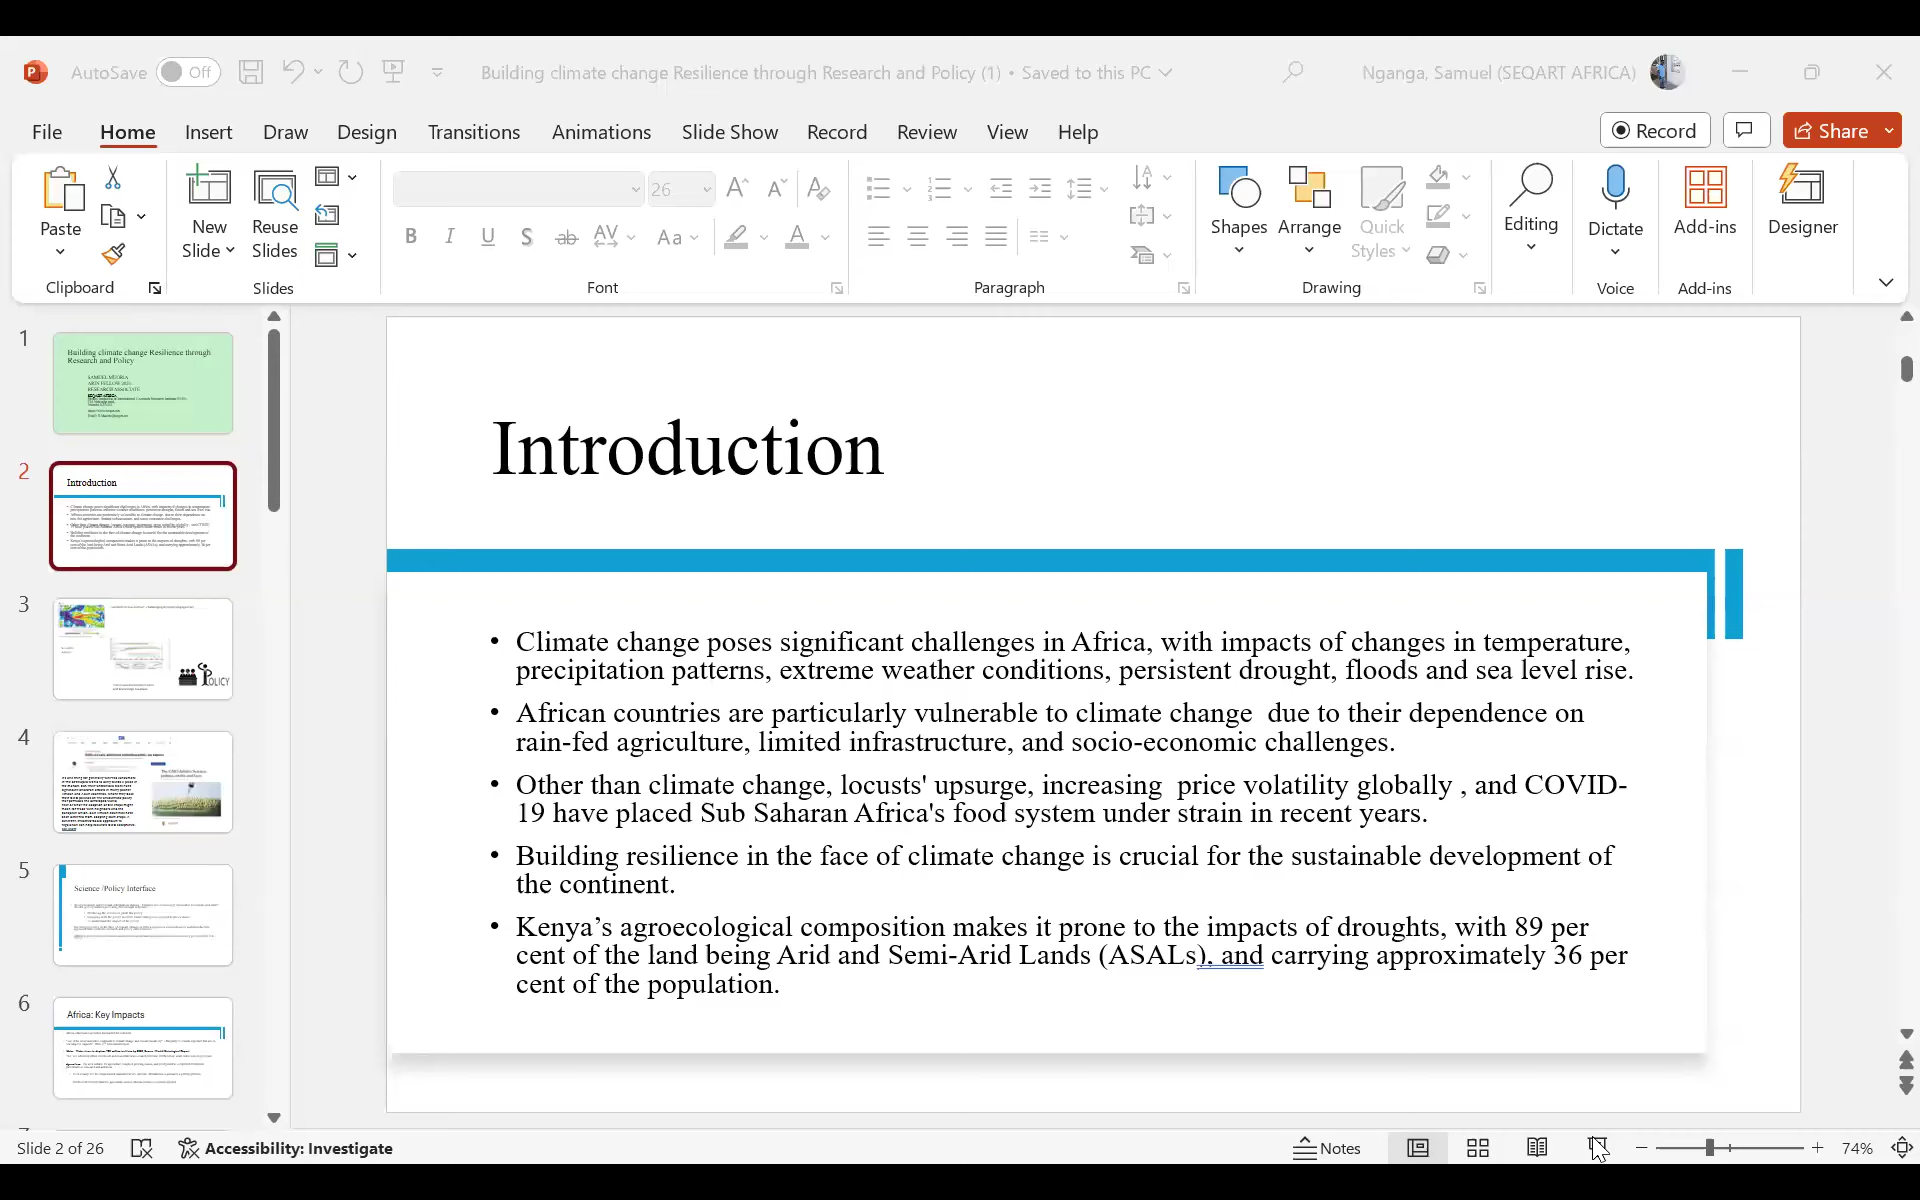 AutoSave Off Building climate change Resilience through Research and Policy (1) • Saved to this PC Nganga, Samuel (SEQART AFRICA)
File Home Insert Draw Design Transitions Animations Slide Show Record Review View Help Record Share
Paste
New
Slide
Reuse
Slides
26
B I U S ab AV Aa A
Shapes Arrange Quick
Styles
Editing
Dictate
Add-ins
Designer
Clipboard Slides Font Paragraph Drawing Voice Add-ins
1
Building climate change Resilience through
Research and Policy
2
Introduction
3
POLICY
4
5
Science /Policy Interface
6
Africa: Key Impacts
Introduction
• Climate change poses significant challenges in Africa, with impacts of changes in temperature,
precipitation patterns, extreme weather conditions, persistent drought, floods and sea level rise.
• African countries are particularly vulnerable to climate change due to their dependence on
rain-fed agriculture, limited infrastructure, and socio-economic challenges.
• Other than climate change, locusts' upsurge, increasing price volatility globally , and COVID-
19 have placed Sub Saharan Africa's food system under strain in recent years.
• Building resilience in the face of climate change is crucial for the sustainable development of
the continent.
• Kenya’s agroecological composition makes it prone to the impacts of droughts, with 89 per
cent of the land being Arid and Semi-Arid Lands (ASALs), and carrying approximately 36 per
cent of the population.
Slide 2 of 26 Accessibility: Investigate Notes 74%